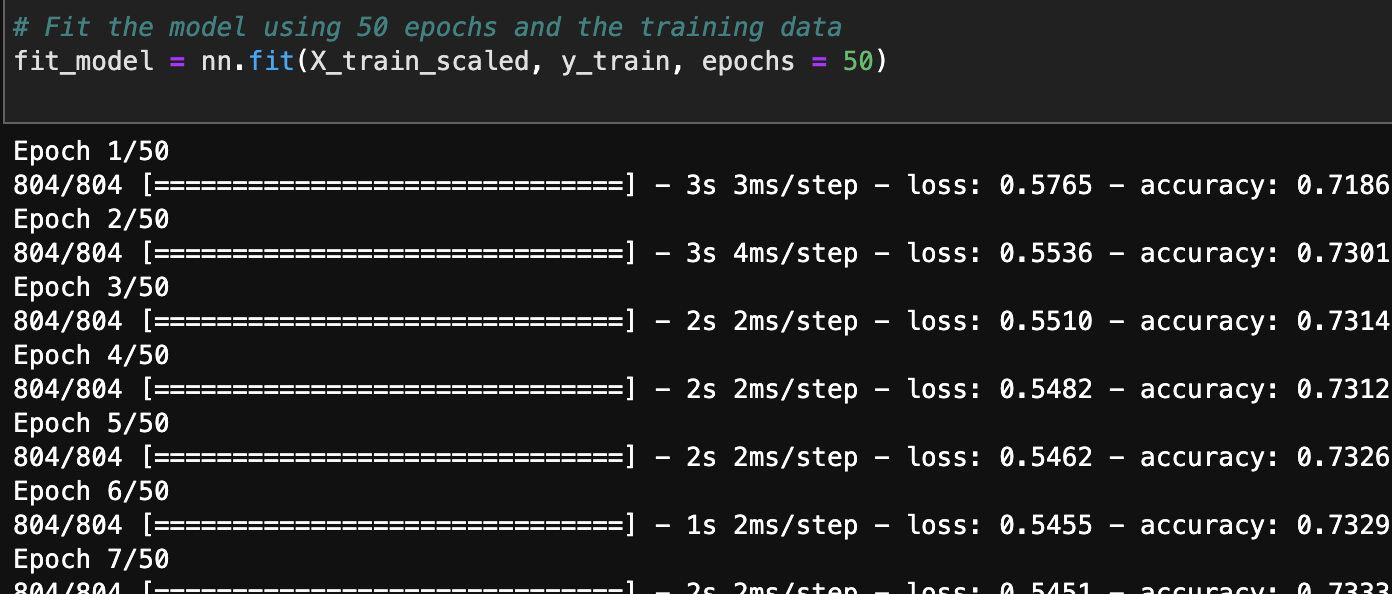 # Fit the model using 50 epochs and the training data
fit_model = nn.fit(X_train_scaled, y_train, epochs = 50)
Epoch 1/50
804/804 [==============================] - 3s 3ms/step - loss: 0.5765 - accuracy: 0.7186
Epoch 2/50
804/804 [==============================] - 3s 4ms/step - loss: 0.5536 - accuracy: 0.7301
Epoch 3/50
804/804 [==============================] - 2s 2ms/step - loss: 0.5510 - accuracy: 0.7314
Epoch 4/50
804/804 [==============================] - 2s 2ms/step - loss: 0.5482 - accuracy: 0.7312
Epoch 5/50
804/804 [==============================] - 2s 2ms/step - loss: 0.5462 - accuracy: 0.7326
Epoch 6/50
804/804 [==============================] - 1s 2ms/step - loss: 0.5455 - accuracy: 0.7329
Epoch 7/50
804/804 [==============================] - 2s 2ms/step - loss: 0.5451 - accuracy: 0.7333